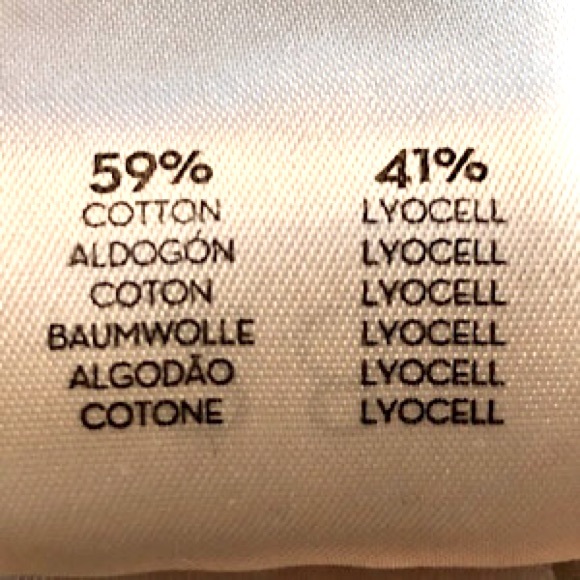 59% 41%
COTTON LYOCELL
ALDOGÓN LYOCELL
COTON LYOCELL
BAUMWOLLE LYOCELL
ALGODÃO LYOCELL
COTONE LYOCELL